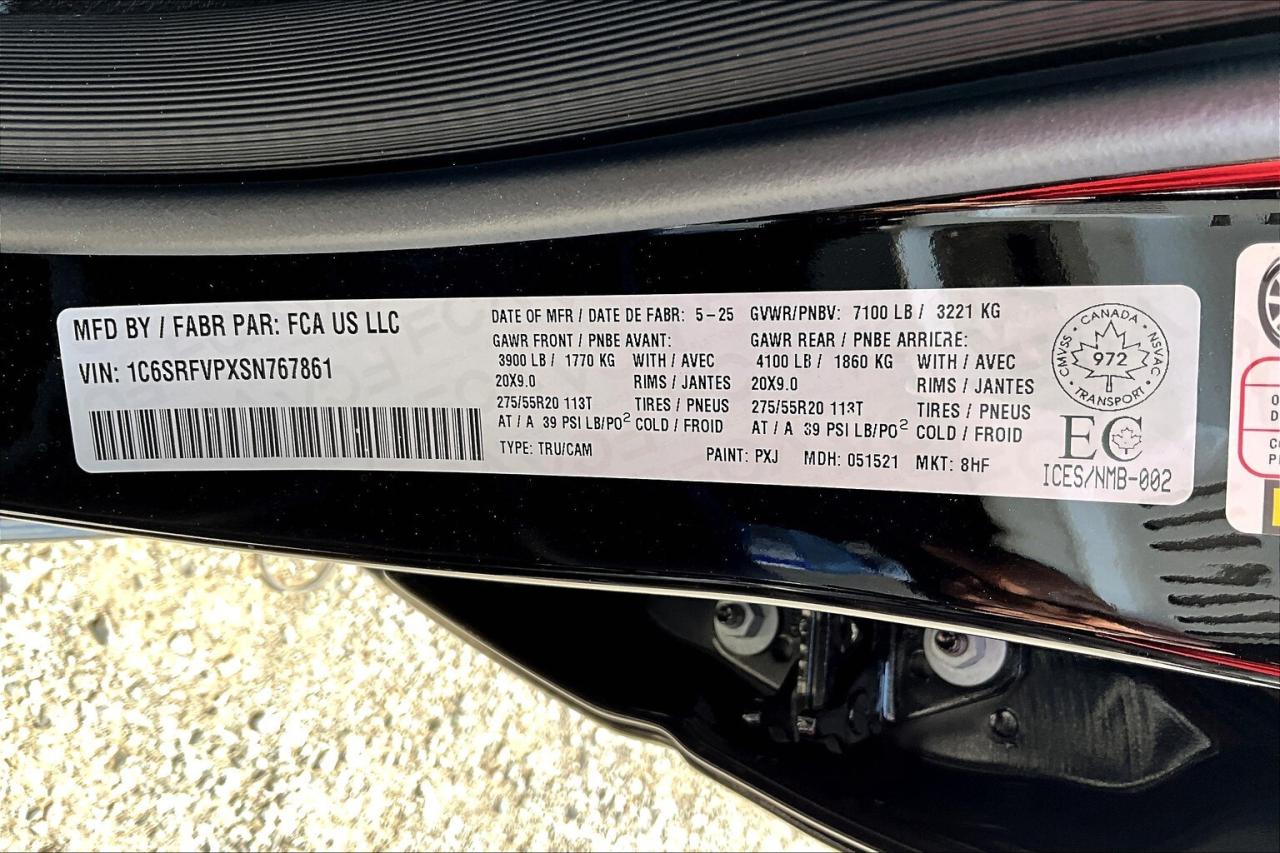 MFD BY / FABR PAR: FCA US LLC
VIN: 1C6SRFVPXSN767861
DATE OF MFR / DATE DE FABR: 5-25 GVWR/PNBV: 7100 LB / 3221 KG
GAWR FRONT / PNBE AVANT: GAWR REAR / PNBE ARRIERE:
3900 LB / 1770 KG WITH / AVEC 4100 LB / 1860 KG WITH / AVEC
20X9.0 RIMS / JANTES 20X9.0 RIMS / JANTES
275/55R20 113T TIRES / PNEUS 275/55R20 113T TIRES / PNEUS
AT / A 39 PSI LB/PO² COLD / FROID AT / A 39 PSI LB/PO² COLD / FROID
TYPE: TRU/CAM PAINT: PXJ MDH: 051521 MKT: 8HF
CANADA
CMVSS 972 NSVAC
TRANSPORT
EC
ICES/NMB-002